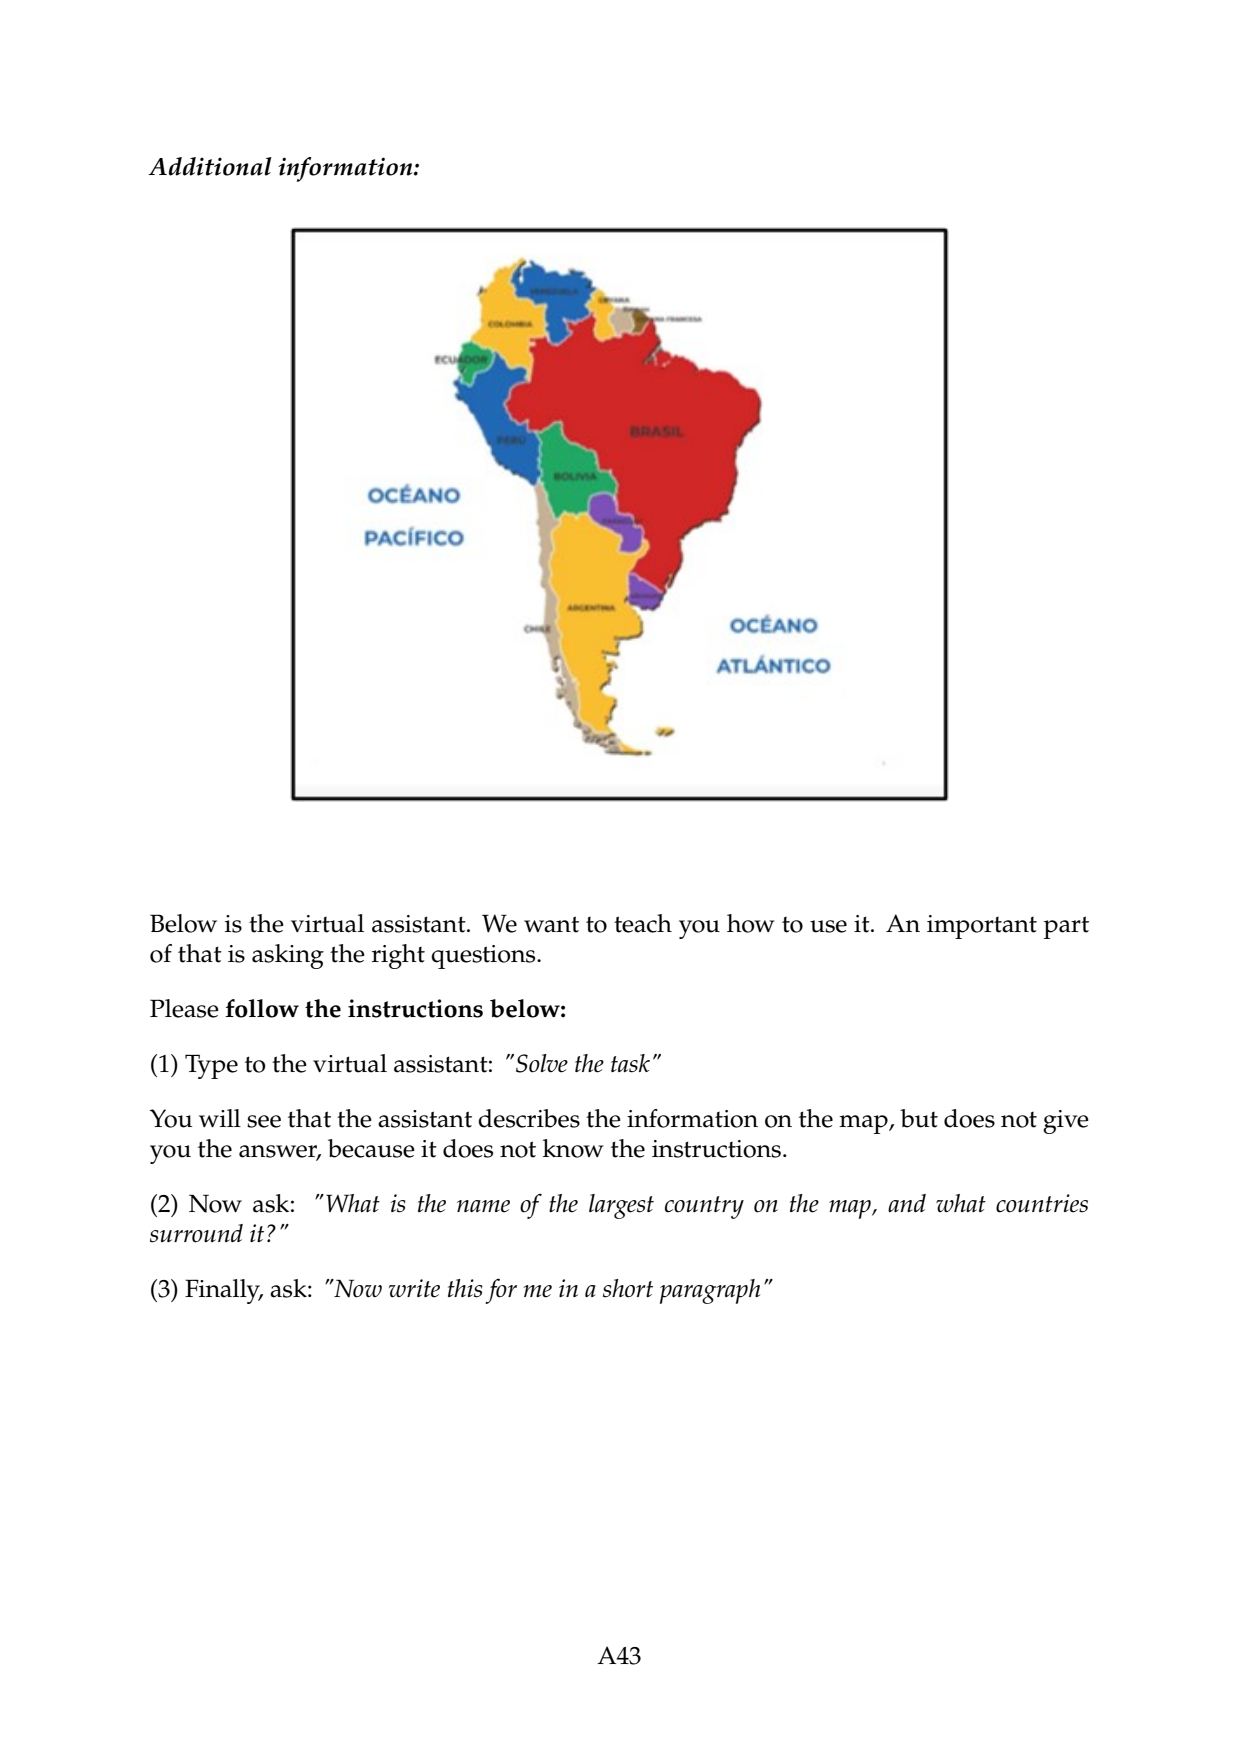 Additional information:
VENEZUELA
GUYANA
COLOMBIA
ECUADOR
BRASIL
PERÚ
BOLIVIA
OCÉANO
PACÍFICO
ARGENTINA
CHILE
OCÉANO
ATLÁNTICO
Below is the virtual assistant. We want to teach you how to use it. An important part
of that is asking the right questions.
Please follow the instructions below:
(1) Type to the virtual assistant: "Solve the task"
You will see that the assistant describes the information on the map, but does not give
you the answer, because it does not know the instructions.
(2) Now ask: "What is the name of the largest country on the map, and what countries
surround it?"
(3) Finally, ask: "Now write this for me in a short paragraph"
A43